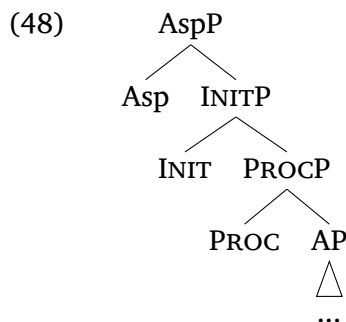 (48) AspP
Asp INITP
INIT PROCP
PROC AP
...